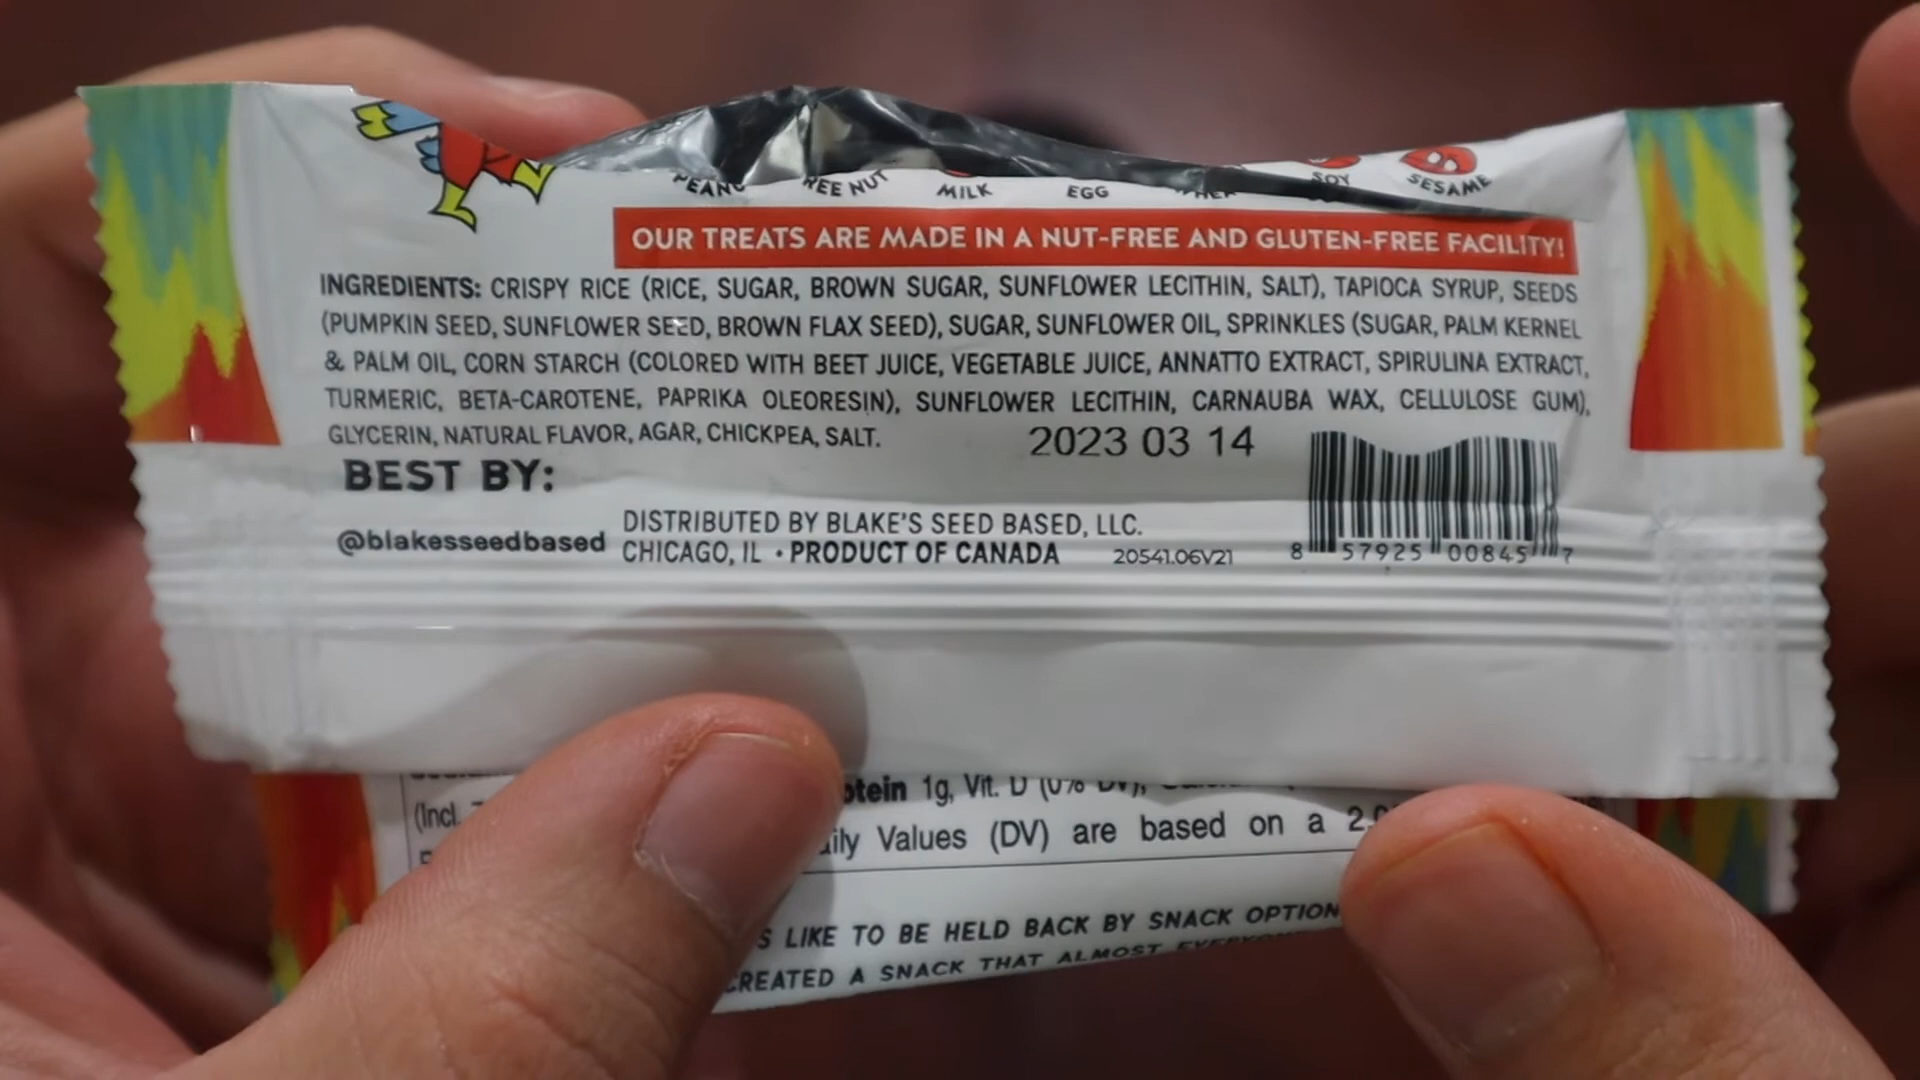 MILK EGG SOY SESAME
OUR TREATS ARE MADE IN A NUT-FREE AND GLUTEN-FREE FACILITY!
INGREDIENTS: CRISPY RICE (RICE, SUGAR, BROWN SUGAR, SUNFLOWER LECITHIN, SALT), TAPIOCA SYRUP, SEEDS
(PUMPKIN SEED, SUNFLOWER SEED, BROWN FLAX SEED), SUGAR, SUNFLOWER OIL, SPRINKLES (SUGAR, PALM KERNEL
& PALM OIL, CORN STARCH (COLORED WITH BEET JUICE, VEGETABLE JUICE, ANNATTO EXTRACT, SPIRULINA EXTRACT,
TURMERIC, BETA-CAROTENE, PAPRIKA OLEORESIN), SUNFLOWER LECITHIN, CARNAUBA WAX, CELLULOSE GUM),
GLYCERIN, NATURAL FLAVOR, AGAR, CHICKPEA, SALT.
2023 03 14
BEST BY:
@blakesseedbased
DISTRIBUTED BY BLAKE'S SEED BASED, LLC.
CHICAGO, IL • PRODUCT OF CANADA 20541.06V21
8 57925 00845 7
(Incl.
1g, Vit. D (0% DV),
Values (DV) are based on a
LIKE TO BE HELD BACK BY SNACK
A SNACK THAT ALMOST